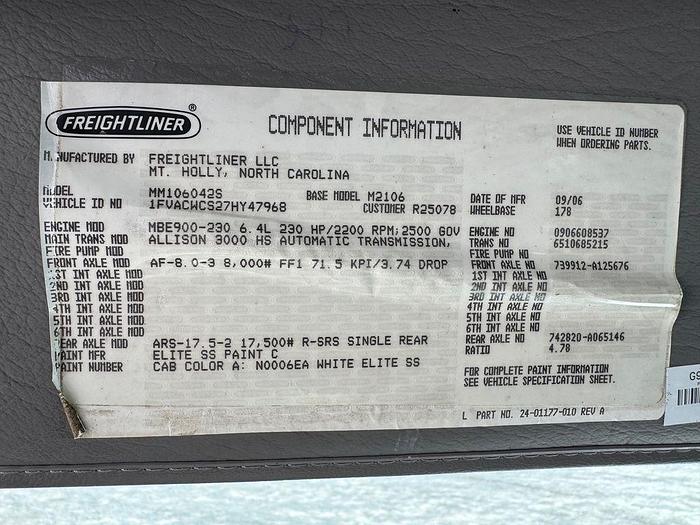 FREIGHTLINER ®
COMPONENT INFORMATION
USE VEHICLE ID NUMBER
WHEN ORDERING PARTS.
M. NUFACTURED BY FREIGHTLINER LLC
MT. HOLLY, NORTH CAROLINA
MODEL MM106042S BASE MODEL M2106
VEHICLE ID NO 1FVACWCS27HY47968 CUSTOMER R25078
DATE OF MFR 09/06
WHEELBASE 178
ENGINE MOD MBE900-230 6.4L 230 HP/2200 RPM;2500 GOV
MAIN TRANS MOD ALLISON 3000 HS AUTOMATIC TRANSMISSION,
FIRE PUMP MOD
FRONT AXLE MOD AF-8.0-3 8,000# FF1 71.5 KPI/3.74 DROP
1ST INT AXLE MOD
2ND INT AXLE MOD
3RD INT AXLE MOD
4TH INT AXLE MOD
5TH INT AXLE MOD
6TH INT AXLE MOD
REAR AXLE MOD ARS-17.5-2 17,500# R-SRS SINGLE REAR
PAINT MFR ELITE SS PAINT C
PAINT NUMBER CAB COLOR A: N0006EA WHITE ELITE SS
ENGINE NO 0906608537
TRANS NO 6510685215
FIRE PUMP NO
FRONT AXLE NO 739912-A125676
1ST INT AXLE NO
2ND INT AXLE NO
3RD INT AXLE NO
4TH INT AXLE NO
5TH INT AXLE NO
6TH INT AXLE NO
REAR AXLE NO 742820-A065146
RATIO 4.78
FOR COMPLETE PAINT INFORMATION
SEE VEHICLE SPECIFICATION SHEET.
L PART NO. 24-01177-010 REV A